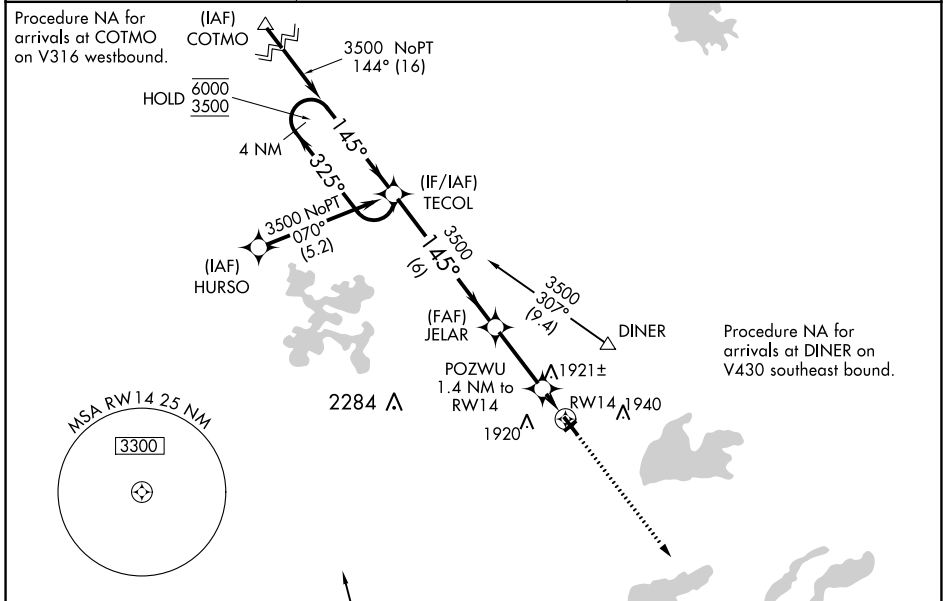 Procedure NA for
arrivals at COTMO
on V316 westbound.
(IAF)
COTMO
3500 NoPT
144° (16)
HOLD 6000
3500
4 NM
145°
325°
(IF/IAF)
TECOL
3500 NoPT
070°
(5.2)
(IAF)
HURSO
3500
145°
(6)
3500
307°
(9.4)
DINER
(FAF)
JELAR
Procedure NA for
arrivals at DINER on
V430 southeast bound.
POZWU
1.4 NM to
RW14
1921±
2284
RW14
1940
1920
MSA RW14 25 NM
3300